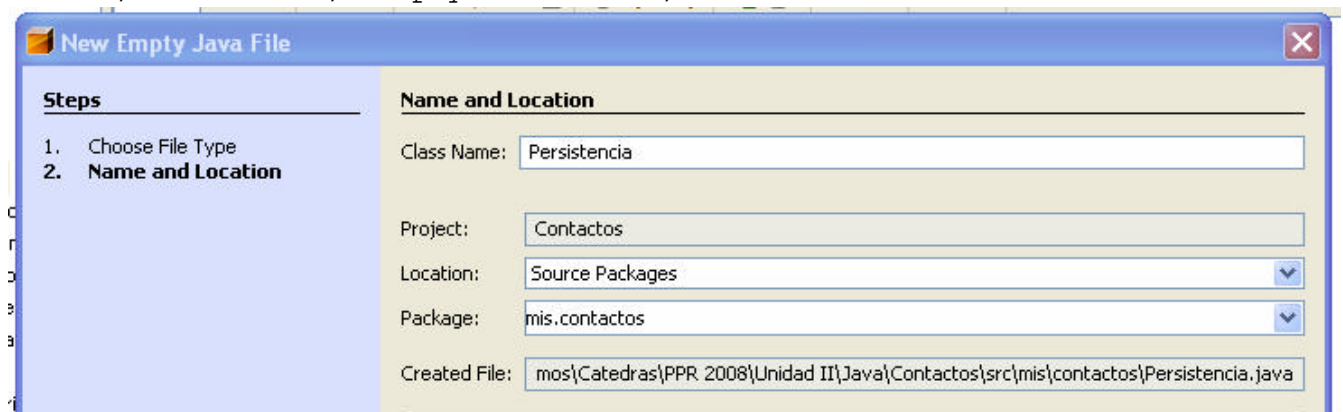 New Empty Java File
Steps
1. Choose File Type
2. Name and Location
Name and Location
Class Name: Persistencia
Project: Contactos
Location: Source Packages
Package: mis.contactos
Created File: mos\Catedras\PPR 2008\Unidad II\Java\Contactos\src\mis\contactos\Persistencia.java